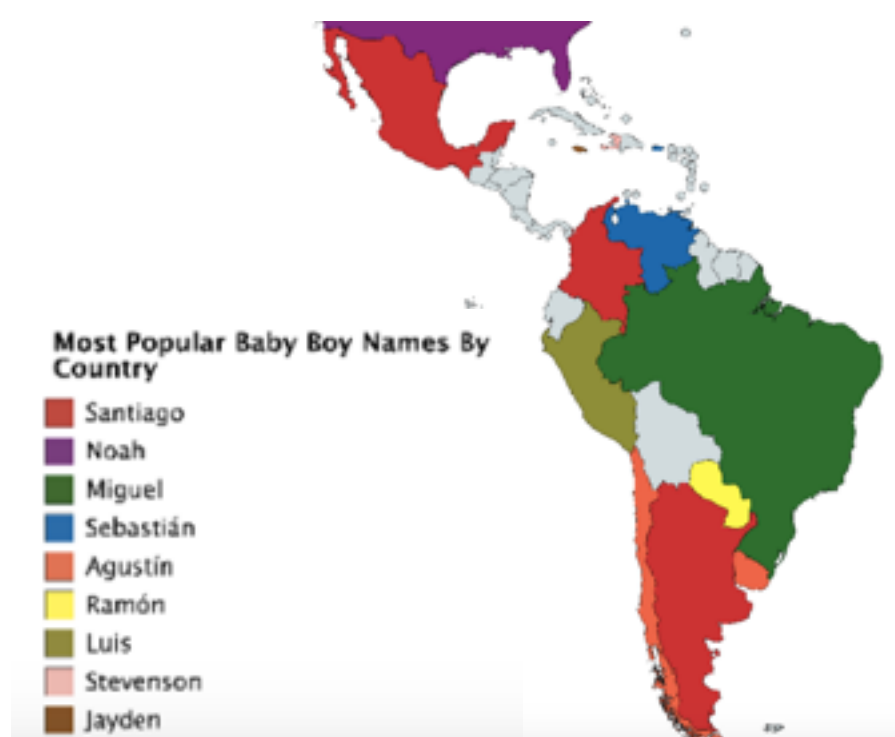 Most Popular Baby Boy Names By
Country
Santiago
Noah
Miguel
Sebastián
Agustín
Ramón
Luis
Stevenson
Jayden